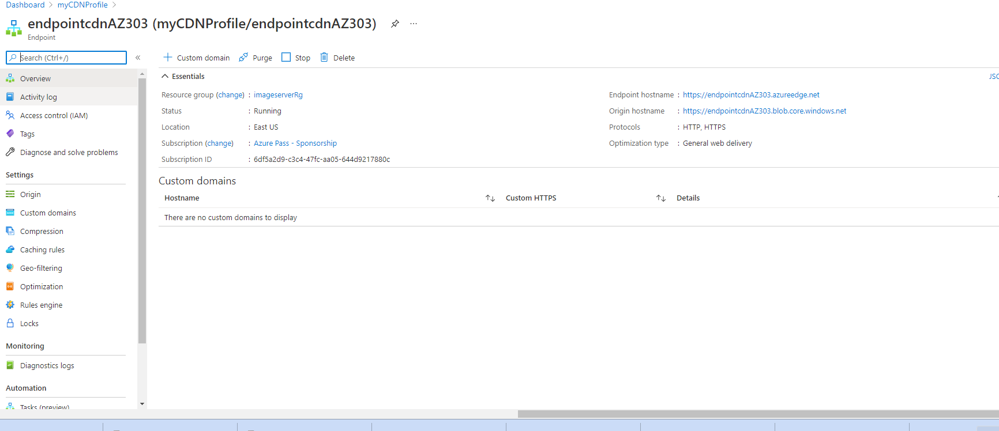 Dashboard > myCDNProfile >
endpointcdnAZ303 (myCDNProfile/endpointcdnAZ303) ...
Endpoint
Search (Ctrl+/) «
Custom domain Purge Stop Delete
Overview
Activity log
Access control (IAM)
Tags
Diagnose and solve problems
Settings
Origin
Custom domains
Compression
Caching rules
Geo-filtering
Optimization
Rules engine
Locks
Monitoring
Diagnostics logs
Automation
Tasks (preview)
Essentials JSO
Resource group (change) : imageserverRg
Status : Running
Location : East US
Subscription (change) : Azure Pass - Sponsorship
Subscription ID : 6df5a2d9-c3c4-47fc-aa05-644d9217880c
Endpoint hostname : https://endpointcdnAZ303.azureedge.net
Origin hostname : https://endpointcdnAZ303.blob.core.windows.net
Protocols : HTTP, HTTPS
Optimization type : General web delivery
Custom domains
Hostname Custom HTTPS Details
There are no custom domains to display